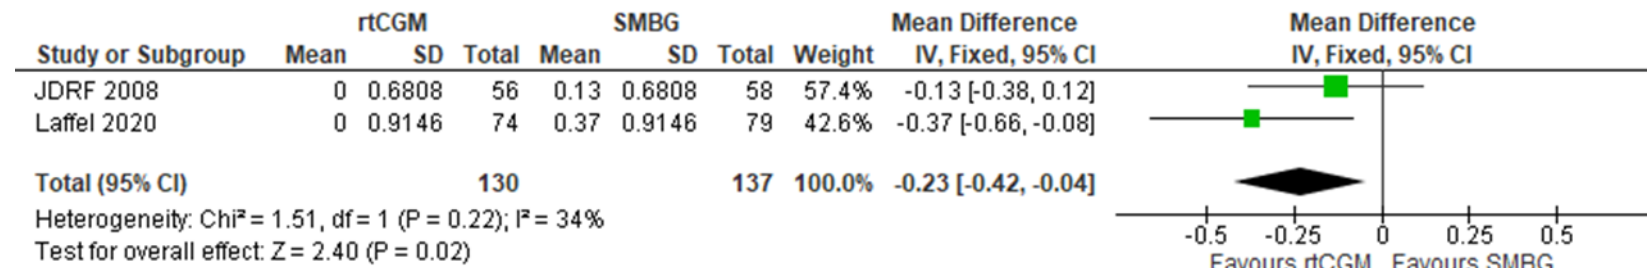 rtCGM SMBG Mean Difference Mean Difference
Study or Subgroup Mean SD Total Mean SD Total Weight IV, Fixed, 95% CI IV, Fixed, 95% CI
JDRF 2008 0 0.6808 56 0.13 0.6808 58 57.4% -0.13 [-0.38, 0.12]
Laffel 2020 0 0.9146 74 0.37 0.9146 79 42.6% -0.37 [-0.66, -0.08]
Total (95% CI) 130 137 100.0% -0.23 [-0.42, -0.04]
Heterogeneity: Chi² = 1.51, df = 1 (P = 0.22); I² = 34%
Test for overall effect: Z = 2.40 (P = 0.02)
-0.5 -0.25 0 0.25 0.5
Favours rtCGM Favours SMBG